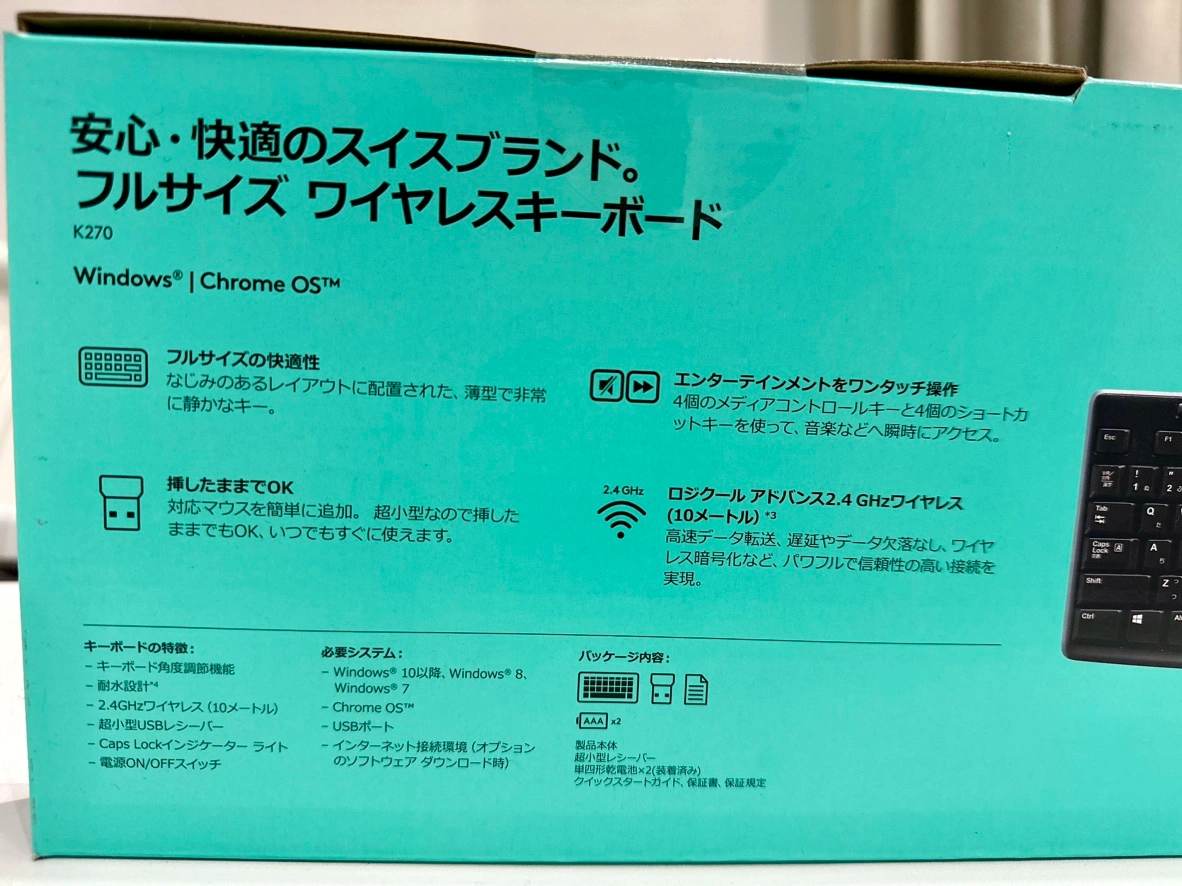 安心・快適のスイスブランド。
フルサイズ ワイヤレスキーボード
K270
Windows® | Chrome OS™
フルサイズの快適性
なじみのあるレイアウトに配置された、薄型で非常
に静かなキー。
エンターテインメントをワンタッチ操作
4個のメディアコントロールキーと4個のショートカ
ットキーを使って、音楽などへ瞬時にアクセス。
挿したままでOK
対応マウスを簡単に追加。 超小型なので挿した
ままでもOK、いつでもすぐに使えます。
2.4 GHz
ロジクール アドバンス2.4 GHzワイヤレス
(10メートル) *3
高速データ転送、遅延やデータ欠落なし、ワイヤ
レス暗号化など、パワフルで信頼性の高い接続を
実現。
キーボードの特徴:
– キーボード角度調節機能
– 耐水設計*4
– 2.4GHzワイヤレス (10メートル)
– 超小型USBレシーバー
– Caps Lockインジケーター ライト
– 電源ON/OFFスイッチ
必要システム:
– Windows® 10以降、Windows® 8、
Windows® 7
– Chrome OS™
– USBポート
– インターネット接続環境 (オプション
のソフトウェア ダウンロード時)
パッケージ内容:
AAA x2
製品本体
超小型レシーバー
単四形乾電池×2(装着済み)
クイックスタートガイド、保証書、保証規定
Esc
F1
! 1 ぬ
" 2
Tab
Q
Caps Lock A
A
Shift
Z
Ctrl